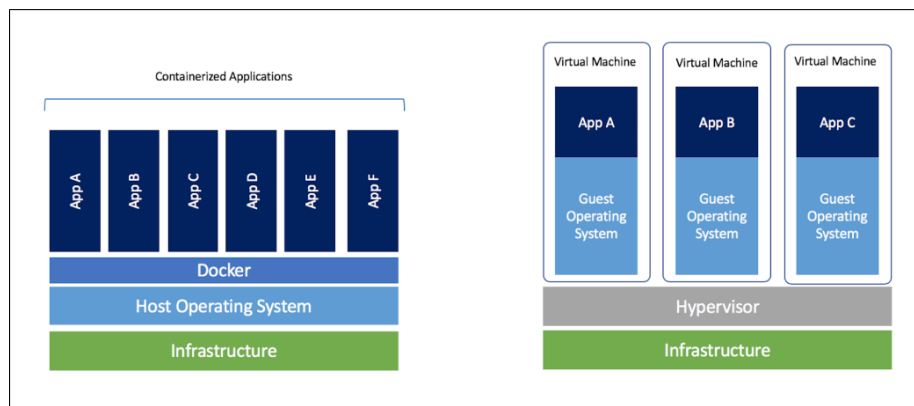 Containerized Applications
App A
App B
App C
App D
App E
App F
Docker
Host Operating System
Infrastructure
Virtual Machine
App A
Guest
Operating
System
Virtual Machine
App B
Guest
Operating
System
Virtual Machine
App C
Guest
Operating
System
Hypervisor
Infrastructure